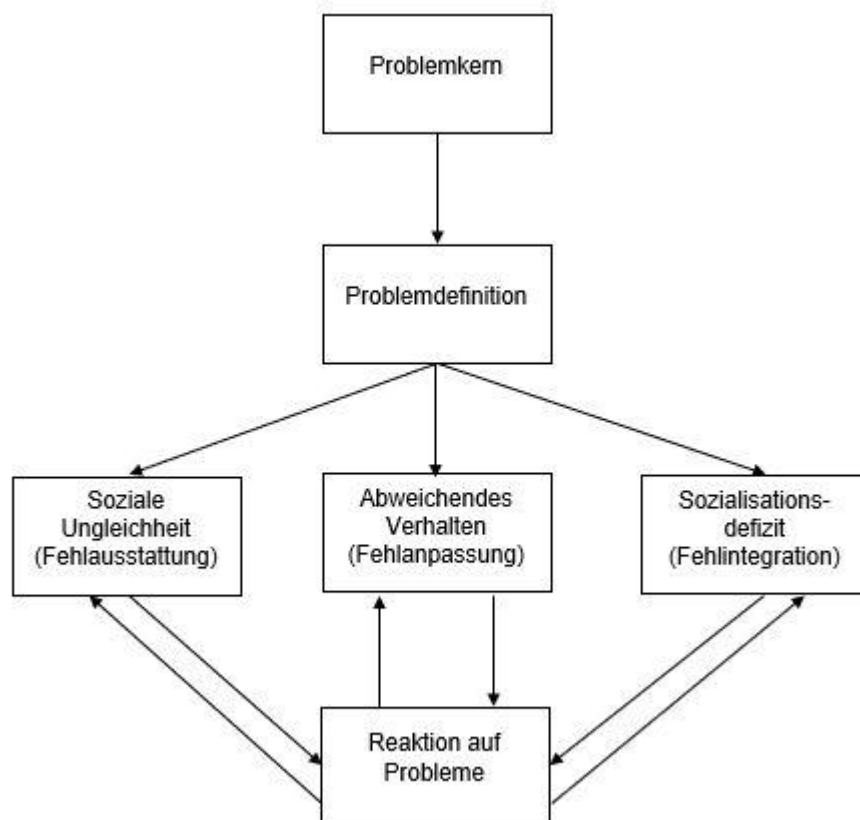 Problemkern
Problemdefinition
Soziale
Ungleichheit
(Fehlausstattung)
Abweichendes
Verhalten
(Fehlanpassung)
Sozialisations-
defizit
(Fehlintegration)
Reaktion auf
Probleme